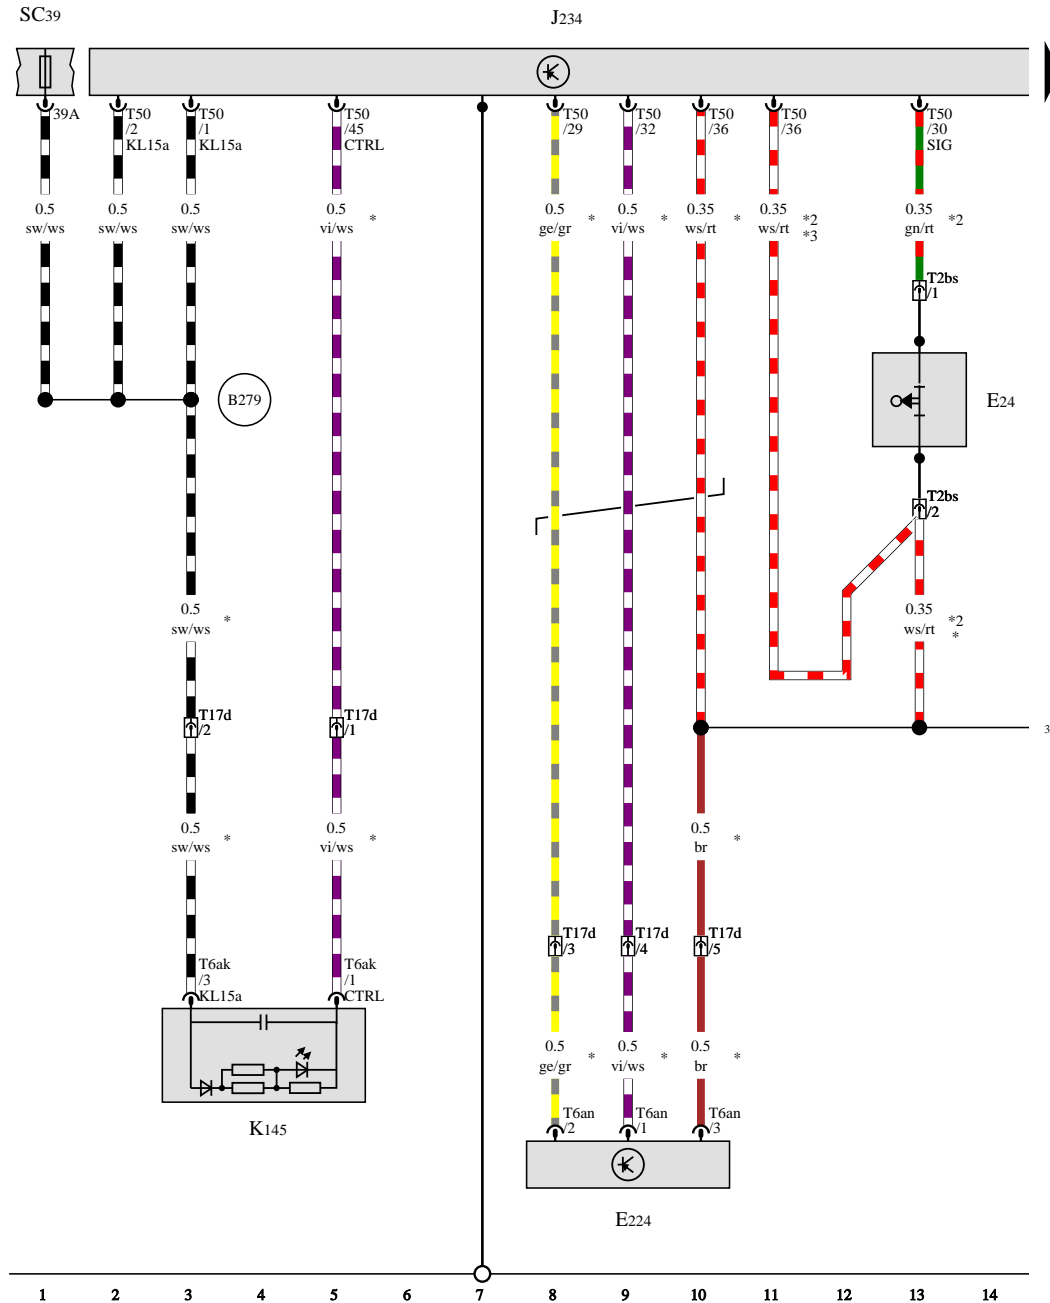 SC39
J234
39A
T50
/2
KL15a
T50
/1
KL15a
T50
/45
CTRL
T50
/29
T50
/32
T50
/36
T50
/36
T50
/30
SIG
0.5
sw/ws
0.5
sw/ws
0.5
sw/ws
0.5
vi/ws
*
0.5
ge/gr
*
0.5
vi/ws
*
0.35
ws/rt
*
0.35
ws/rt
*2
*3
0.35
gn/rt
*2
T2bs
/1
B279
E24
T2bs
/2
0.5
sw/ws
*
0.35
ws/rt
*2
*
T17d
/2
T17d
/1
3
0.5
sw/ws
*
0.5
vi/ws
*
0.5
br
*
T17d
/3
T17d
/4
T17d
/5
T6ak
/3
KL15a
T6ak
/1
CTRL
0.5
ge/gr
*
0.5
vi/ws
*
0.5
br
*
T6an
/2
T6an
/1
T6an
/3
K145
E224
1 2 3 4 5 6 7 8 9 10 11 12 13 14